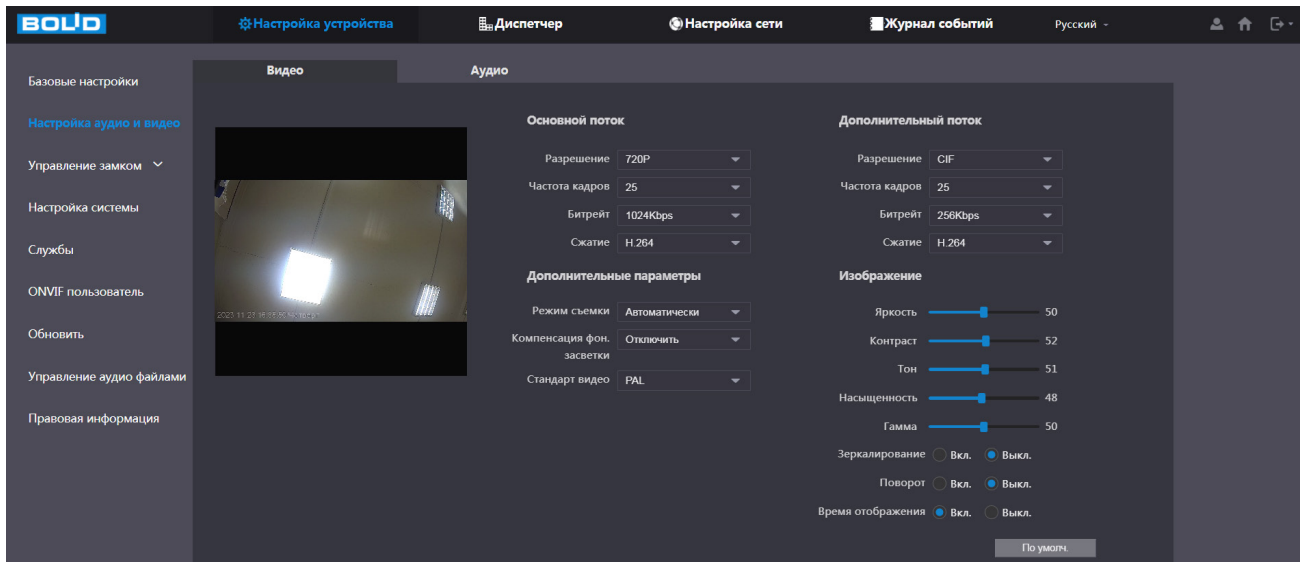 BOLID
Настройка устройства
Диспетчер
Настройка сети
Журнал событий
Русский
Базовые настройки
Настройка аудио и видео
Управление замком
Настройка системы
Службы
ONVIF пользователь
Обновить
Управление аудио файлами
Правовая информация
Видео
Аудио
Основной поток
Разрешение 720P
Частота кадров 25
Битрейт 1024Kbps
Сжатие H.264
Дополнительный поток
Разрешение CIF
Частота кадров 25
Битрейт 256Kbps
Сжатие H.264
Дополнительные параметры
Режим съемки Автоматически
Компенсация фон. Отключить
засветки
Стандарт видео PAL
Изображение
Яркость 50
Контраст 52
Тон 51
Насыщенность 48
Гамма 50
Зеркалирование Вкл. Выкл.
Поворот Вкл. Выкл.
Время отображения Вкл. Выкл.
По умолч.